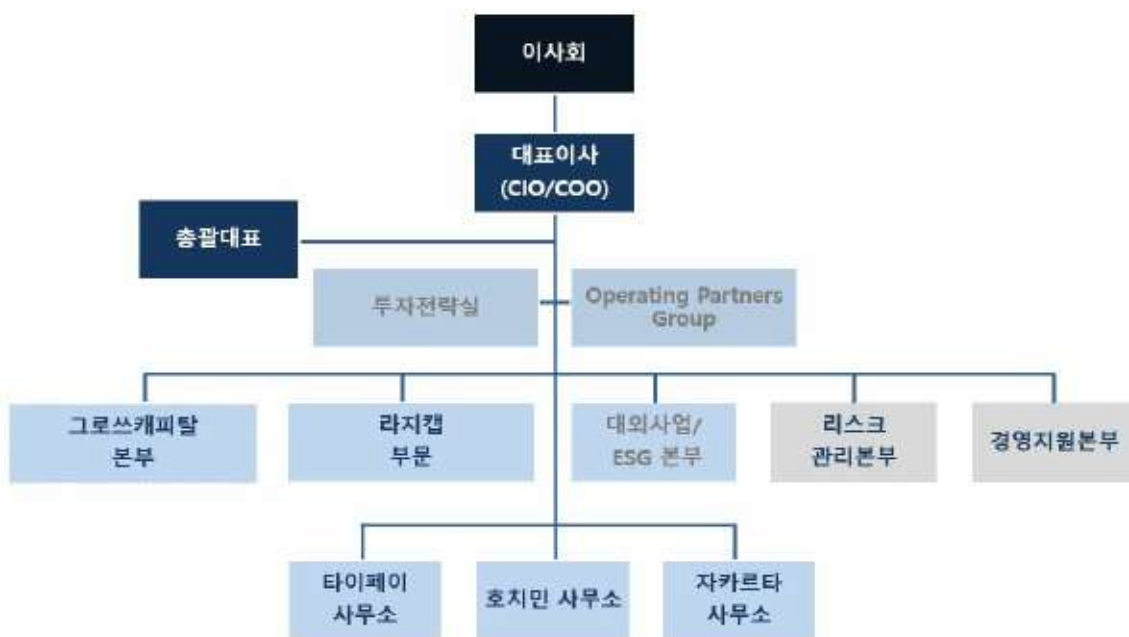 이사회
대표이사
(CIO/COO)
총괄대표
투자전략실
Operating Partners
Group
그로쓰캐피탈
본부
라지캡
부문
대외사업/
ESG 본부
리스크
관리본부
경영지원본부
타이페이
사무소
호치민 사무소
자카르타
사무소